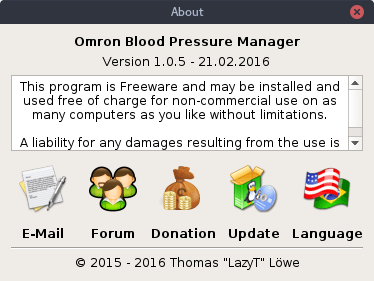 About
Omron Blood Pressure Manager
Version 1.0.5 - 21.02.2016
This program is Freeware and may be installed and
used free of charge for non-commercial use on as
many computers as you like without limitations.
A liability for any damages resulting from the use is
E-Mail Forum Donation Update Language
© 2015 - 2016 Thomas "LazyT" Löwe